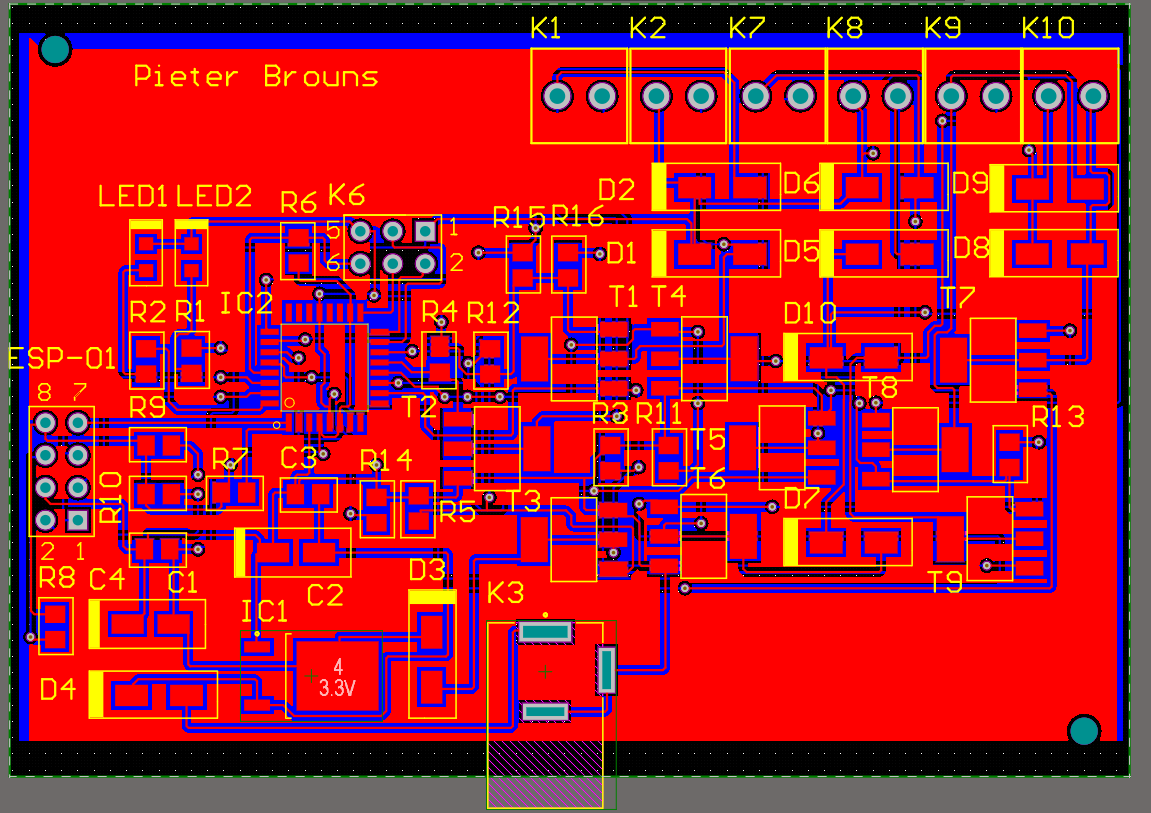 K1 K2 K7 K8 K9 K10
Pieter Brouns
LED1 LED2 R6 K6 D2 D6 D9
5 1 R15 R16
6 2 D1 D5 D8
IC2 T1 T4 T7
R2 R1 R4 R12 D10
ESP-01
8 7 T8
R9 T2 R3 R11 R13
R7 C3 R14 T5
T6
R10 R5 T3 D7
2 1
R8 C4 C1 D3 T9
C2 K3
IC1
4
3.3V
D4